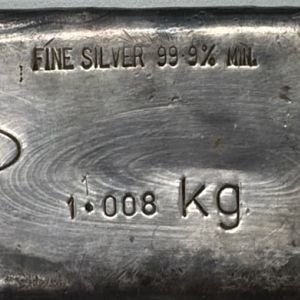 FINE SILVER 99·9% MIN.
1·008 kg